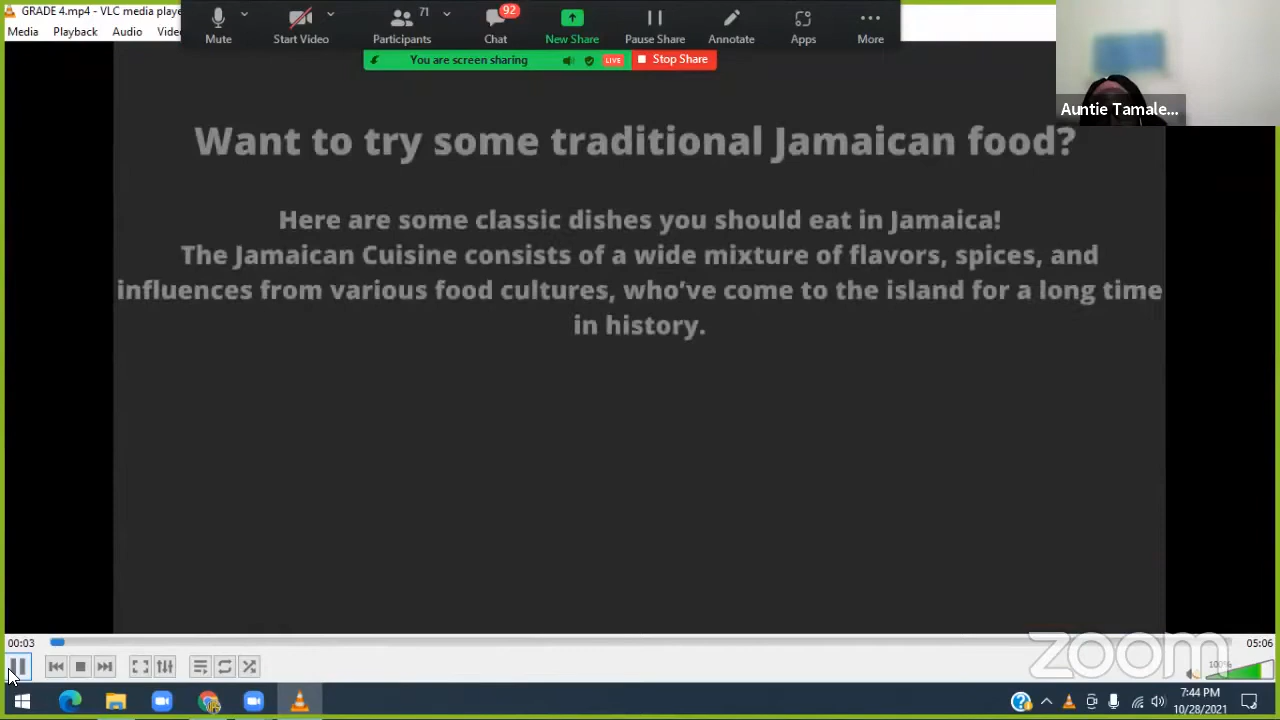 GRADE 4.mp4 - VLC media playe
Media Playback Audio Vide
Mute Start Video Participants 71 Chat 92 New Share Pause Share Annotate Apps More
You are screen sharing LIVE Stop Share
Auntie Tamale...
Want to try some traditional Jamaican food?
Here are some classic dishes you should eat in Jamaica!
The Jamaican Cuisine consists of a wide mixture of flavors, spices, and
influences from various food cultures, who've come to the island for a long time
in history.
00:03 05:06
zoom
100%
7:44 PM
10/28/2021